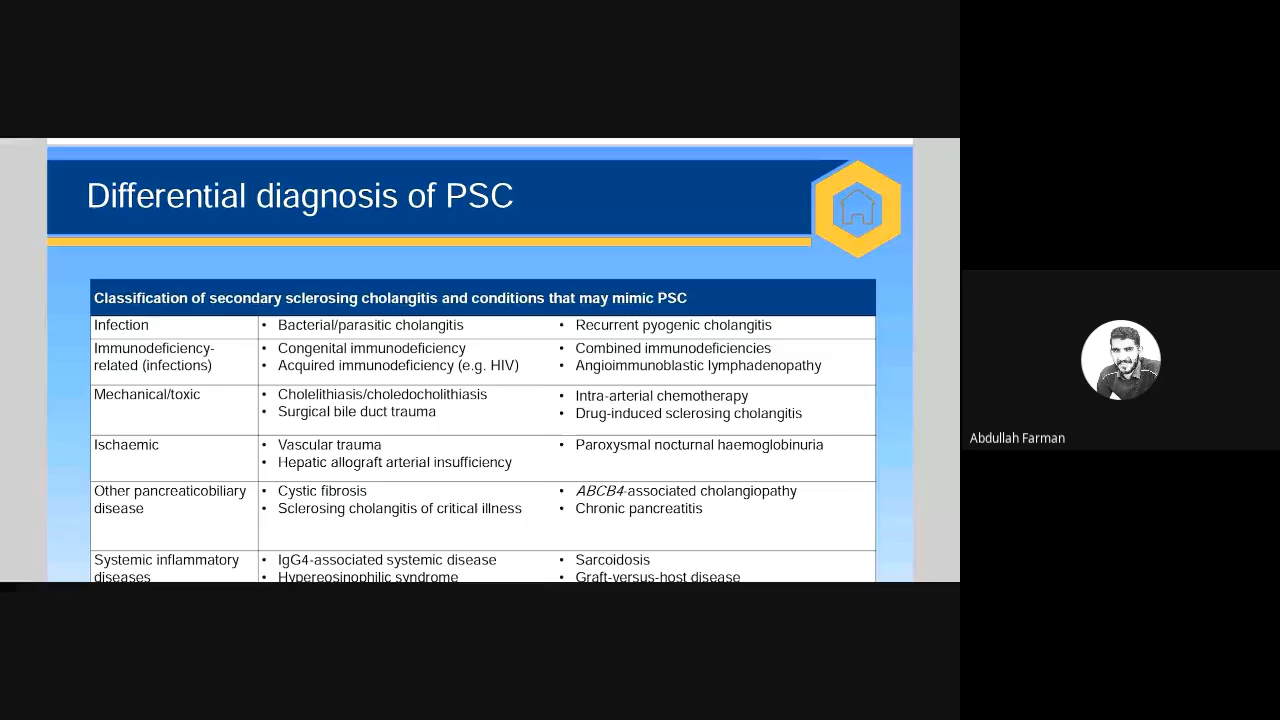 Differential diagnosis of PSC
Classification of secondary sclerosing cholangitis and conditions that may mimic PSC
Infection
• Bacterial/parasitic cholangitis
• Recurrent pyogenic cholangitis
Immunodeficiency-
related (infections)
• Congenital immunodeficiency
• Acquired immunodeficiency (e.g. HIV)
• Combined immunodeficiencies
• Angioimmunoblastic lymphadenopathy
Mechanical/toxic
• Cholelithiasis/choledocholithiasis
• Surgical bile duct trauma
• Intra-arterial chemotherapy
• Drug-induced sclerosing cholangitis
Ischaemic
• Vascular trauma
• Hepatic allograft arterial insufficiency
• Paroxysmal nocturnal haemoglobinuria
Other pancreaticobiliary
disease
• Cystic fibrosis
• Sclerosing cholangitis of critical illness
• ABCB4-associated cholangiopathy
• Chronic pancreatitis
Systemic inflammatory
diseases
• IgG4-associated systemic disease
• Hypereosinophilic syndrome
• Sarcoidosis
• Graft-versus-host disease
Abdullah Farman